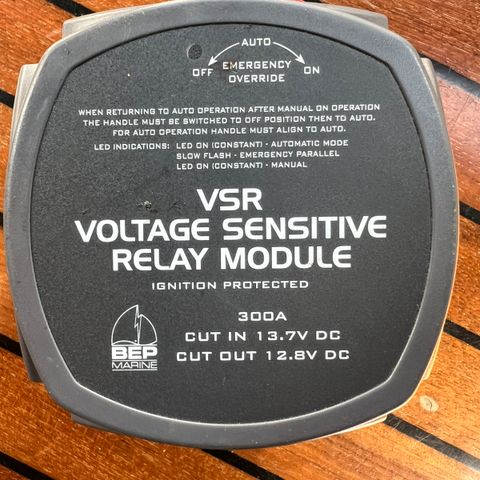 AUTO
OFF EMERGENCY ON
OVERRIDE
WHEN RETURNING TO AUTO OPERATION AFTER MANUAL ON OPERATION
THE HANDLE MUST BE SWITCHED TO OFF POSITION THEN TO AUTO.
FOR AUTO OPERATION HANDLE MUST ALIGN TO AUTO.
LED INDICATIONS: LED ON (CONSTANT) - AUTOMATIC MODE
SLOW FLASH - EMERGENCY PARALLEL
LED ON (CONSTANT) - MANUAL
VSR
VOLTAGE SENSITIVE
RELAY MODULE
IGNITION PROTECTED
300A
CUT IN 13.7V DC
CUT OUT 12.8V DC
BEP
MARINE